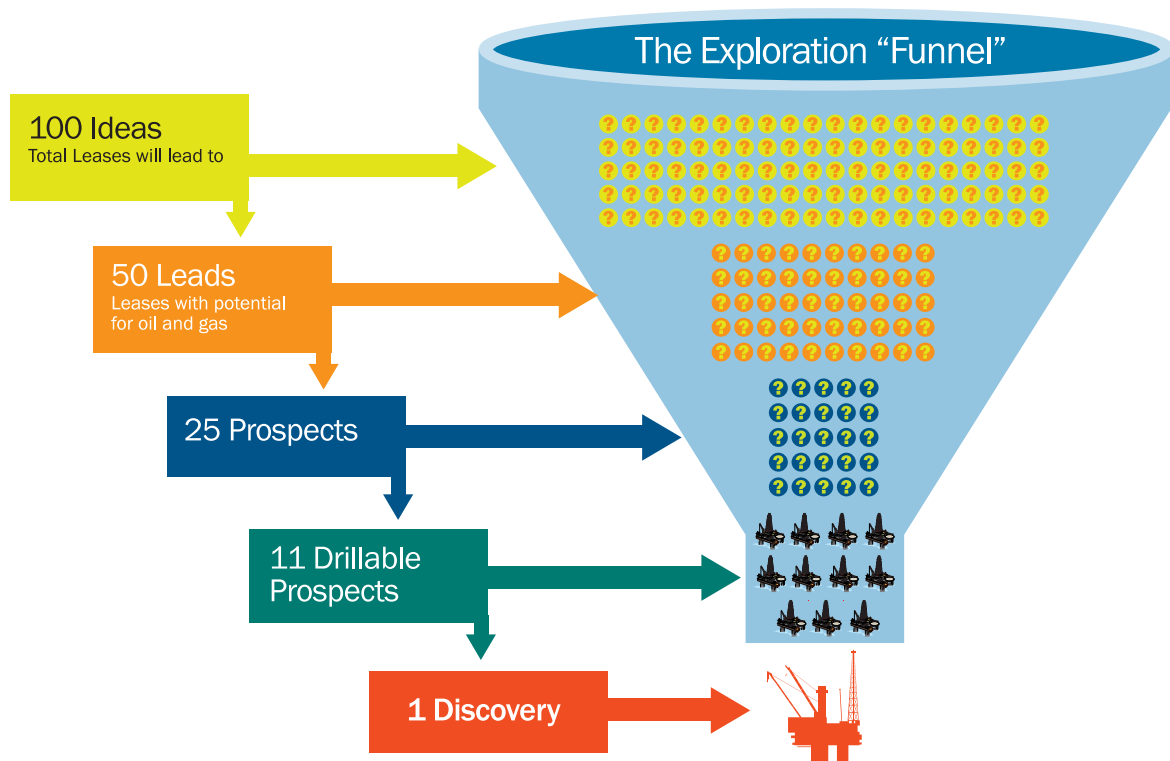 The Exploration “Funnel”
100 Ideas
Total Leases will lead to
50 Leads
Leases with potential
for oil and gas
25 Prospects
11 Drillable
Prospects
1 Discovery